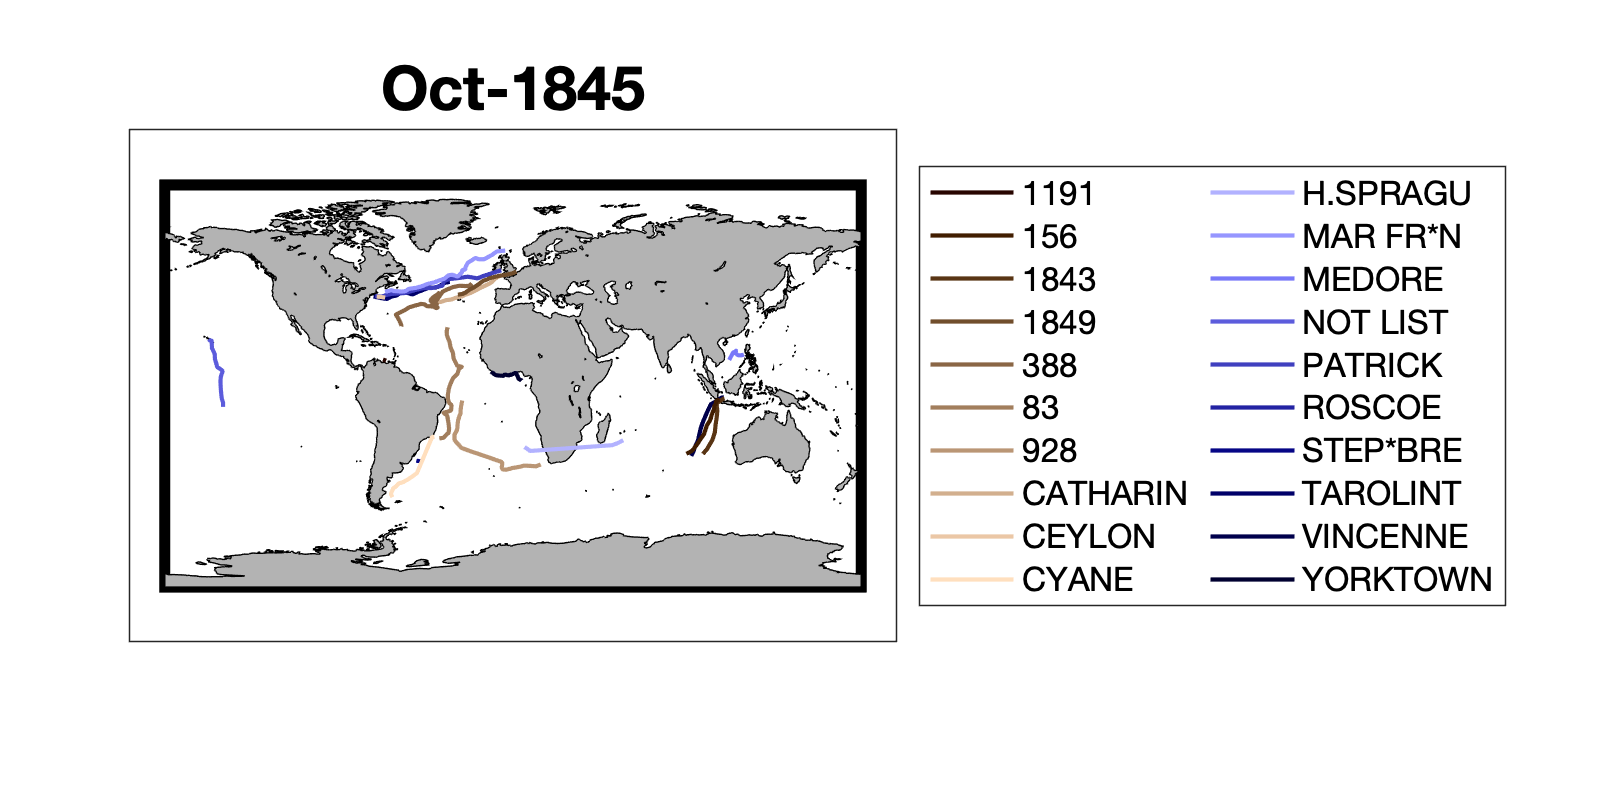 Oct-1845
1191
156
1843
1849
388
83
928
CATHARIN
CEYLON
CYANE
H.SPRAGU
MAR FR*N
MEDORE
NOT LIST
PATRICK
ROSCOE
STEP*BRE
TAROLINT
VINCENNE
YORKTOWN